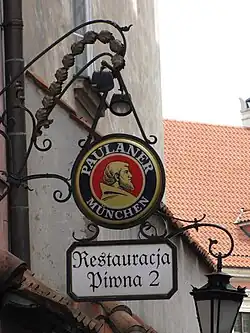 PAULANER
MÜNCHEN
Restauracja
Piwna 2